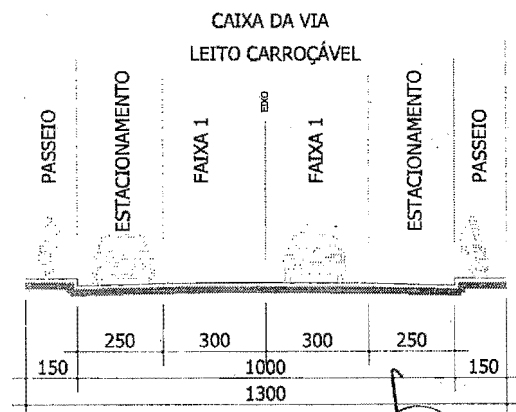 CAIXA DA VIA
LEITO CARROÇÁVEL
PASSEIO
ESTACIONAMENTO
FAIXA 1
EIXO
FAIXA 1
ESTACIONAMENTO
PASSEIO
250 300 300 250
150 1000 150
1300